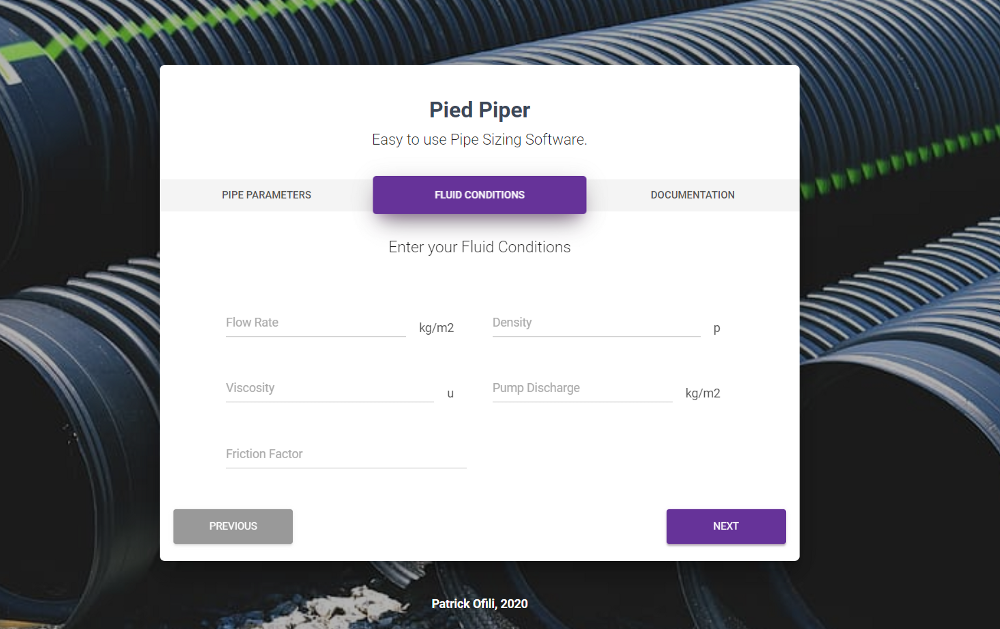 Pied Piper
Easy to use Pipe Sizing Software.
PIPE PARAMETERS
FLUID CONDITIONS
DOCUMENTATION
Enter your Fluid Conditions
Flow Rate kg/m2
Density p
Viscosity u
Pump Discharge kg/m2
Friction Factor
PREVIOUS
NEXT
Patrick Ofili, 2020